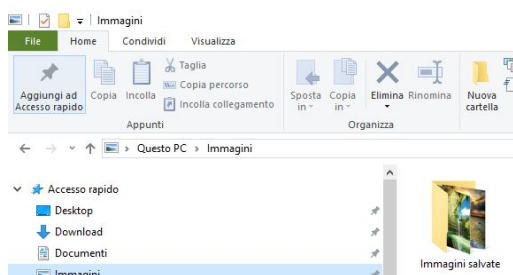 Immagini
File Home Condividi Visualizza
Aggiungi ad
Accesso rapido
Copia
Incolla
Taglia
Copia percorso
Incolla collegamento
Appunti
Sposta
in
Copia
in
Elimina
Rinomina
Organizza
Nuova
cartella
Questo PC > Immagini
Accesso rapido
Desktop
Download
Documenti
Immagini
Immagini salvate